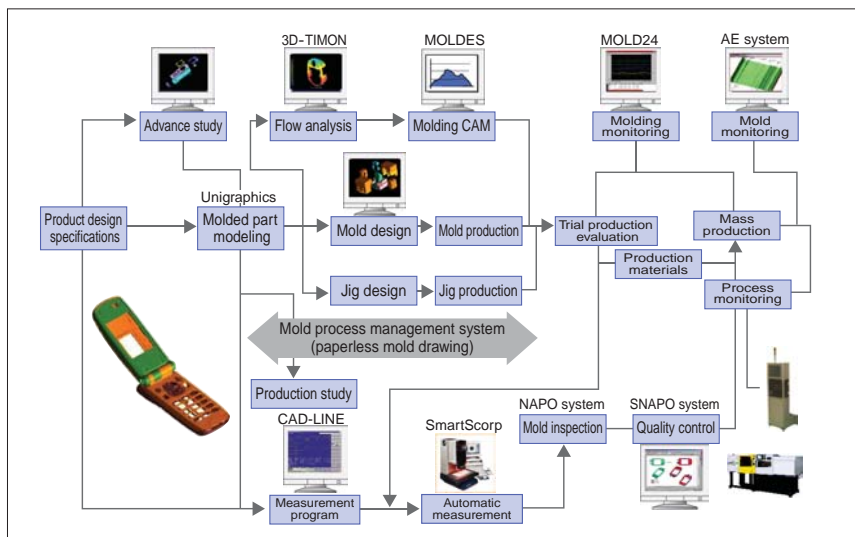 3D-TIMON
MOLDES
MOLD24
AE system
Advance study
Flow analysis
Molding CAM
Molding
monitoring
Mold
monitoring
Unigraphics
Product design
specifications
Molded part
modeling
Mold design
Mold production
Trial production
evaluation
Mass
production
Production
materials
Jig design
Jig production
Process
monitoring
Mold process management system
(paperless mold drawing)
Production study
CAD-LINE
SmartScorp
NAPO system
SNAPO system
Mold inspection
Quality control
Measurement
program
Automatic
measurement